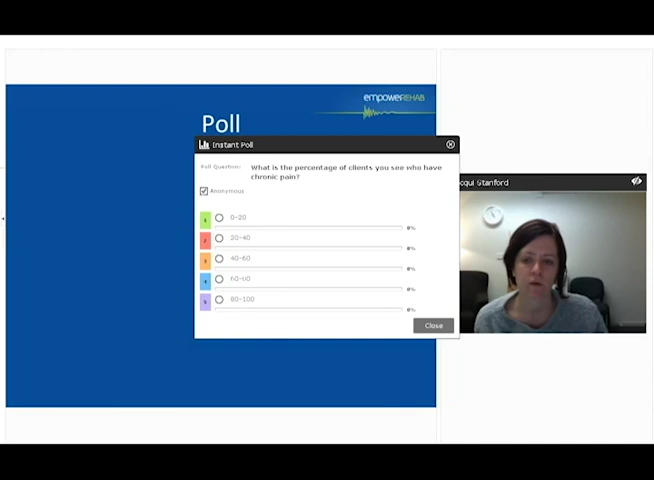 empowerREHAB
Poll
Instant Poll
Poll Question:
What is the percentage of clients you see who have
chronic pain?
Anonymous
1
0-20
0%
2
20-40
0%
3
40-60
0%
4
0%
5
80-100
0%
Close
cqui Stanford